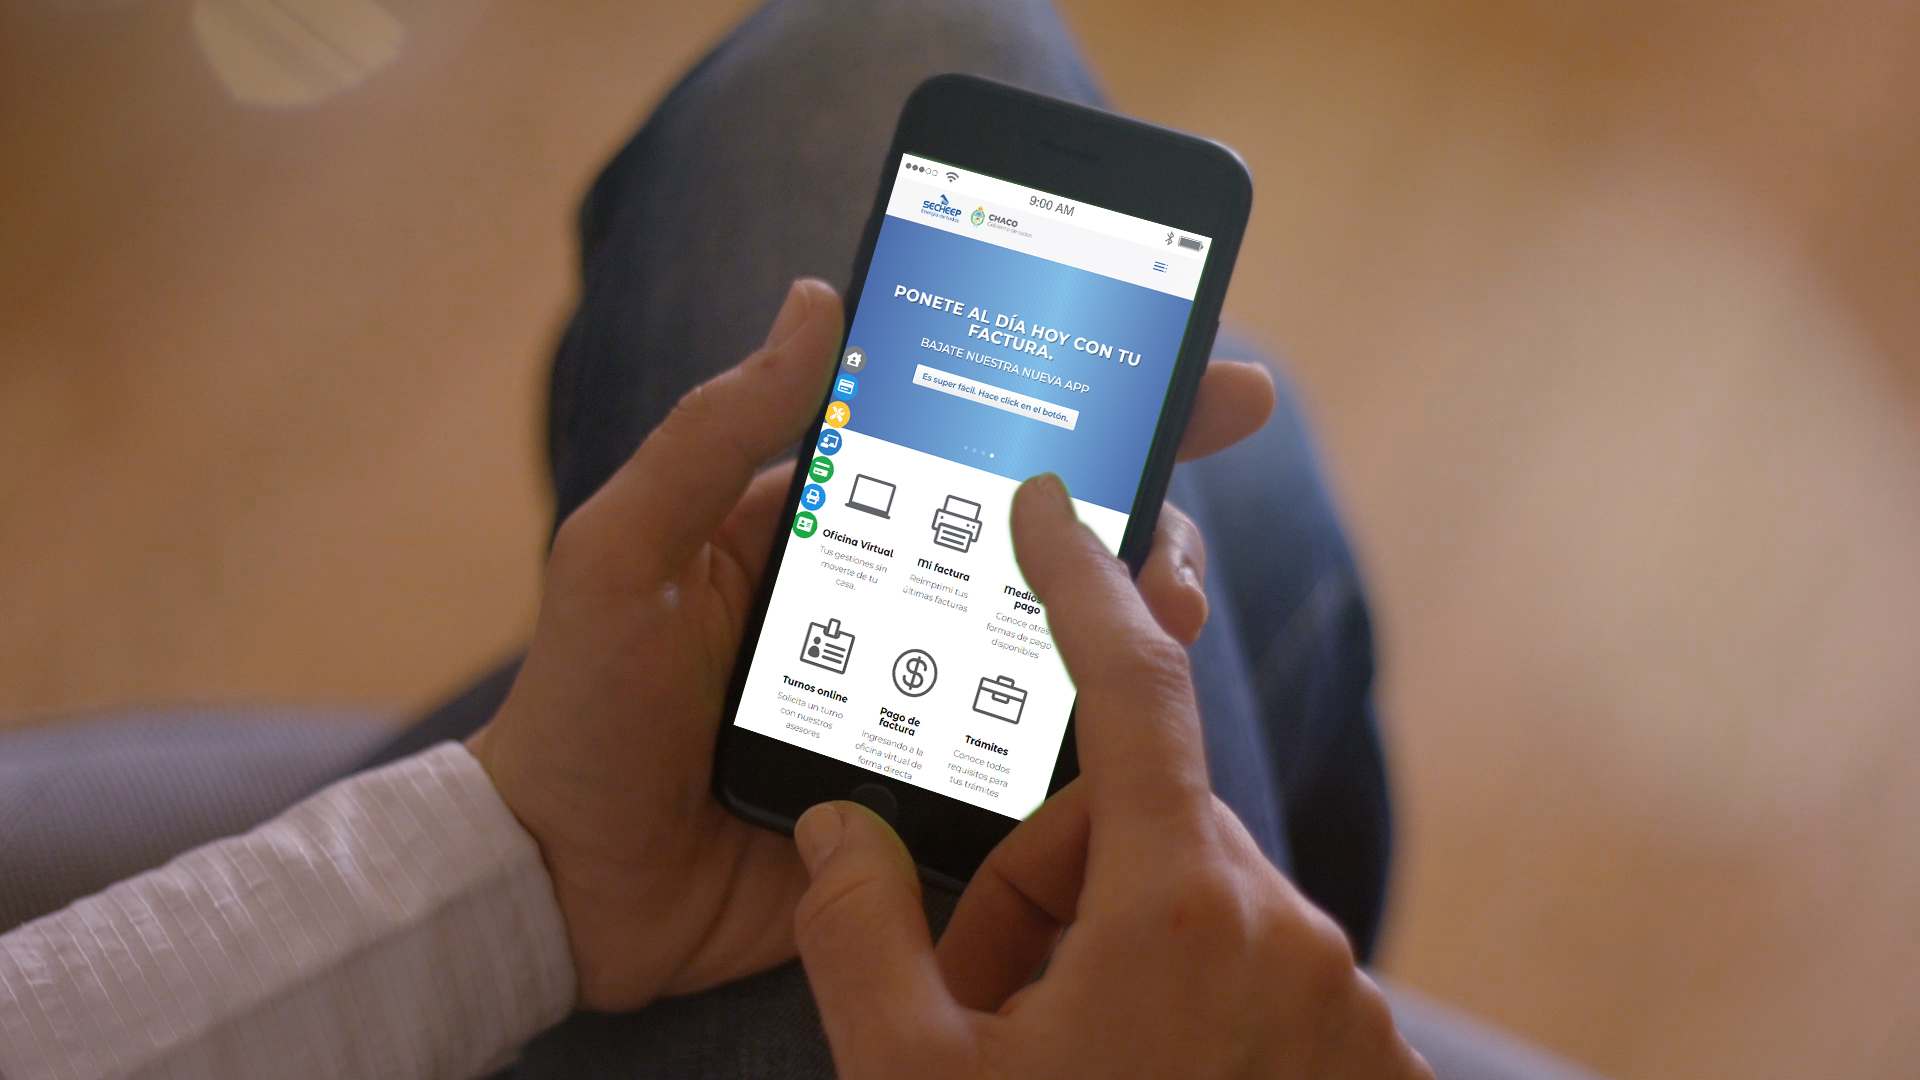 9:00 AM
SECHEEP
Energía de todos
CHACO
Gobierno de todos
PONETE AL DÍA HOY CON TU
FACTURA.
BAJATE NUESTRA NUEVA APP
Es super fácil. Hace click en el botón.
Oficina Virtual
Tus gestiones sin
moverte de tu
casa.
Mi factura
Reimprimi tus
últimas facturas
Medios
pago
Conoce otras
formas de pago
disponibles
Turnos online
Solicita un turno
con nuestros
asesores
Pago de
factura
Ingresando a la
oficina virtual de
forma directa
Trámites
Conoce todos
requisitos para
tus trámites